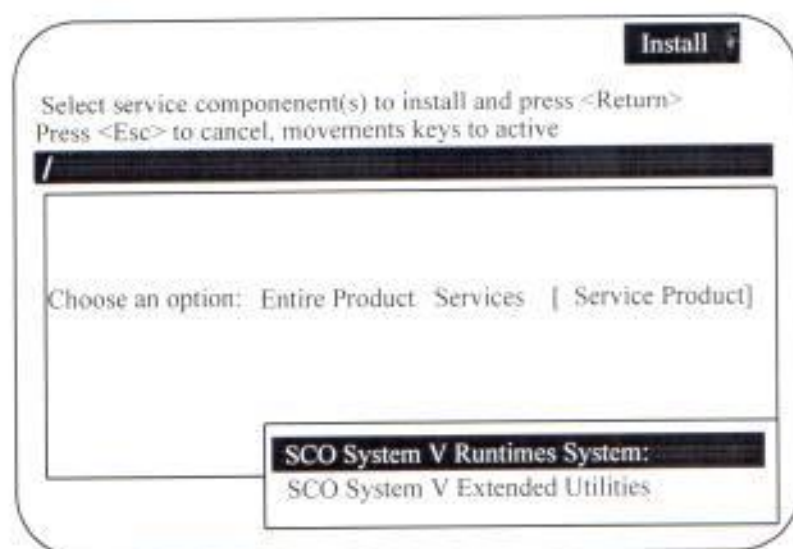 Install
Select service componenent(s) to install and press <Return>
Press <Esc> to cancel, movements keys to active
/
Choose an option: Entire Product Services [ Service Product]
SCO System V Runtimes System:
SCO System V Extended Utilities